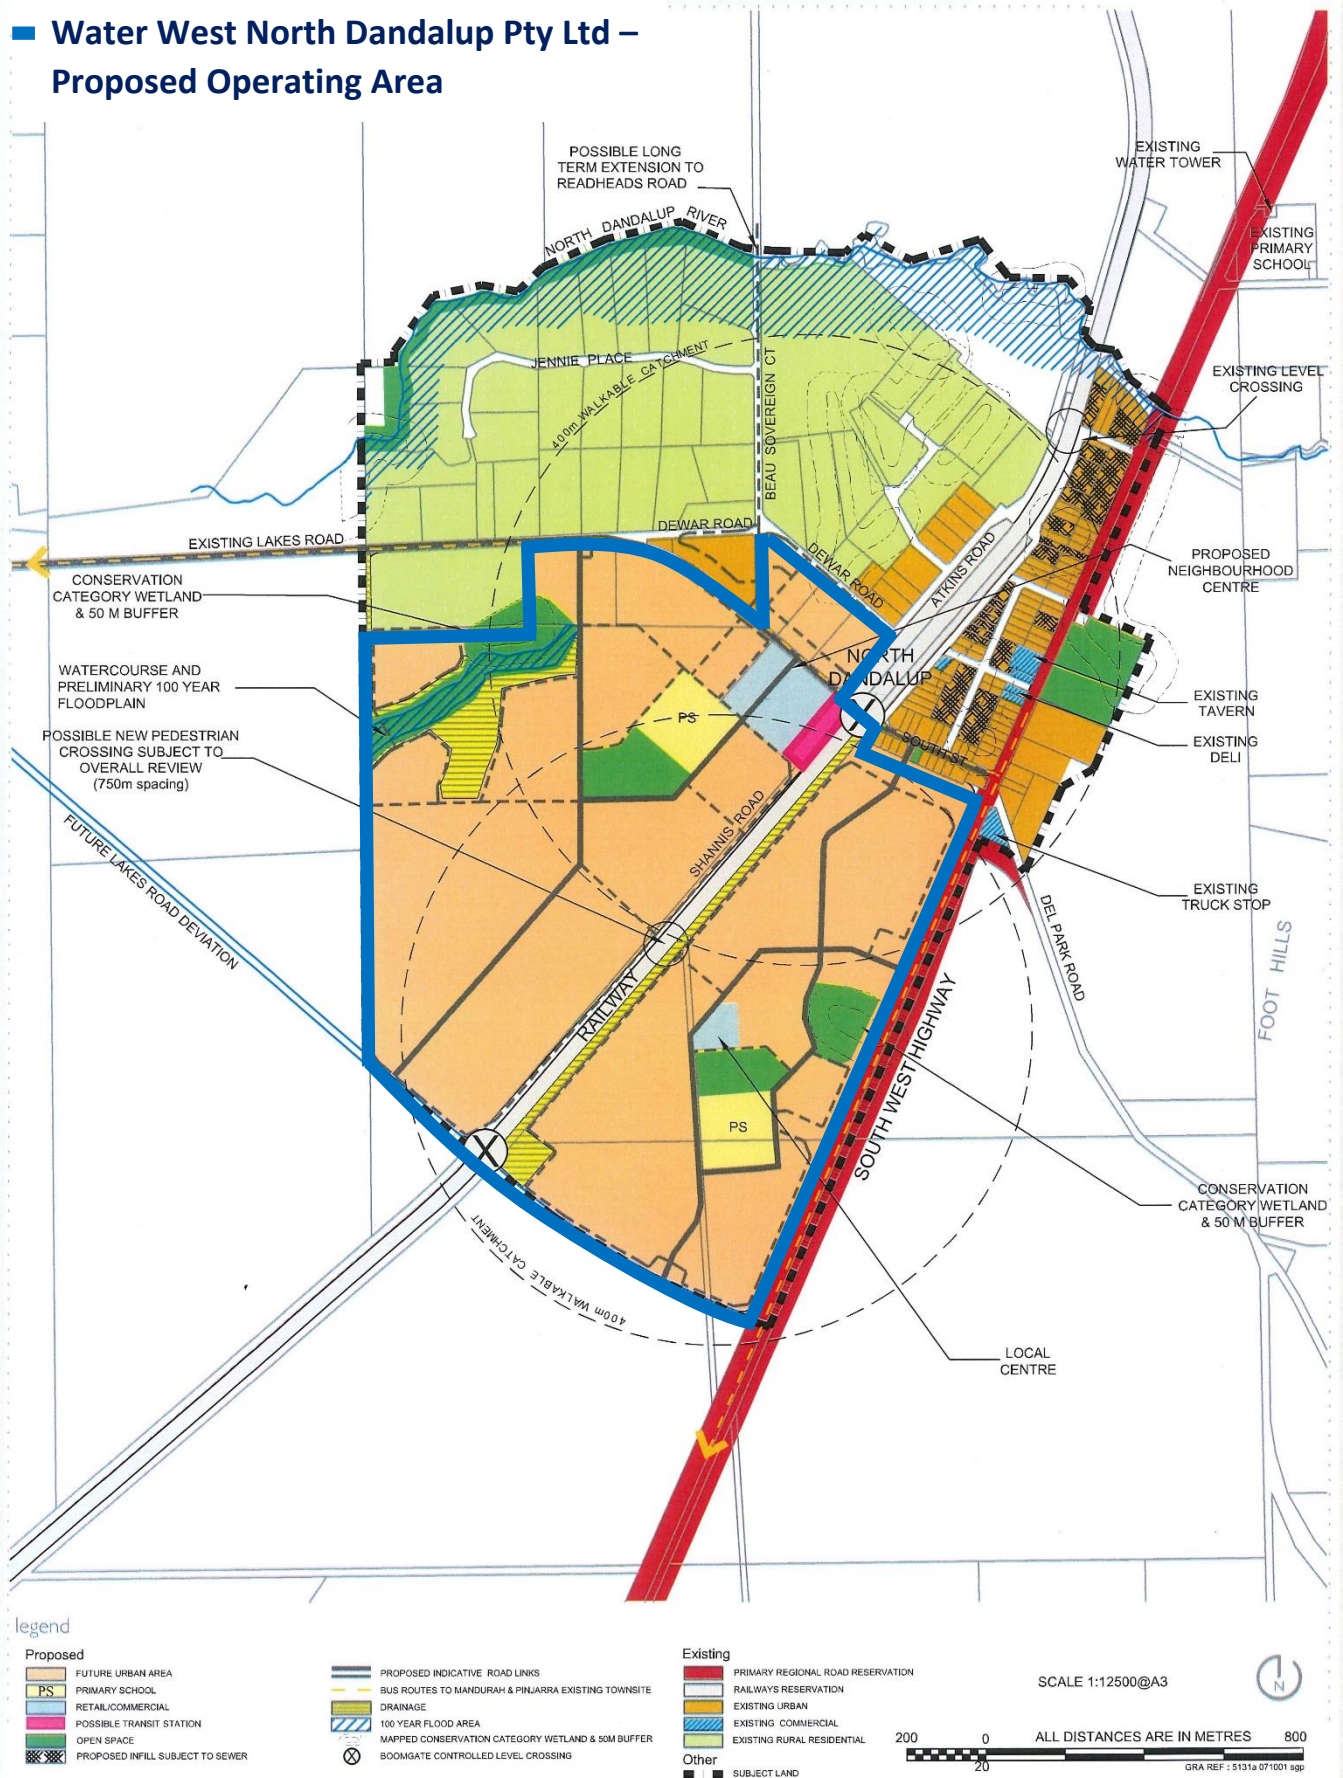 Water West North Dandalup Pty Ltd –
Proposed Operating Area
POSSIBLE LONG
TERM EXTENSION TO
READHEADS ROAD
EXISTING
WATER TOWER
EXISTING
PRIMARY
SCHOOL
NORTH DANDALUP RIVER
JENNIE PLACE
400m WALKABLE CATCHMENT
BEAU SOVEREIGN CT
EXISTING LEVEL
CROSSING
EXISTING LAKES ROAD
DEWAR ROAD
DEWAR ROAD
ATKINS ROAD
PROPOSED
NEIGHBOURHOOD
CENTRE
CONSERVATION
CATEGORY WETLAND
& 50 M BUFFER
WATERCOURSE AND
PRELIMINARY 100 YEAR
FLOODPLAIN
NORTH
DANDALUP
X
PS
EXISTING
TAVERN
EXISTING
DELI
SOUTH ST
POSSIBLE NEW PEDESTRIAN
CROSSING SUBJECT TO
OVERALL REVIEW
(750m spacing)
SHANNIS ROAD
FUTURE LAKES ROAD DEVIATION
EXISTING
TRUCK STOP
DEL PARK ROAD
FOOT HILLS
RAILWAY
SOUTH WEST HIGHWAY
PS
X
CONSERVATION
CATEGORY WETLAND
& 50 M BUFFER
400m WALKABLE CATCHMENT
LOCAL
CENTRE
legend
Proposed
FUTURE URBAN AREA
PS PRIMARY SCHOOL
RETAIL/COMMERCIAL
POSSIBLE TRANSIT STATION
OPEN SPACE
PROPOSED INFILL SUBJECT TO SEWER
PROPOSED INDICATIVE ROAD LINKS
BUS ROUTES TO MANDURAH & PINJARRA EXISTING TOWNSITE
DRAINAGE
100 YEAR FLOOD AREA
MAPPED CONSERVATION CATEGORY WETLAND & 50M BUFFER
X BOOMGATE CONTROLLED LEVEL CROSSING
Existing
PRIMARY REGIONAL ROAD RESERVATION
RAILWAYS RESERVATION
EXISTING URBAN
EXISTING COMMERCIAL
EXISTING RURAL RESIDENTIAL
Other
SUBJECT LAND
SCALE 1:12500@A3
N
200 0 ALL DISTANCES ARE IN METRES 800
20
GRA REF : 5131a 071001 sgp